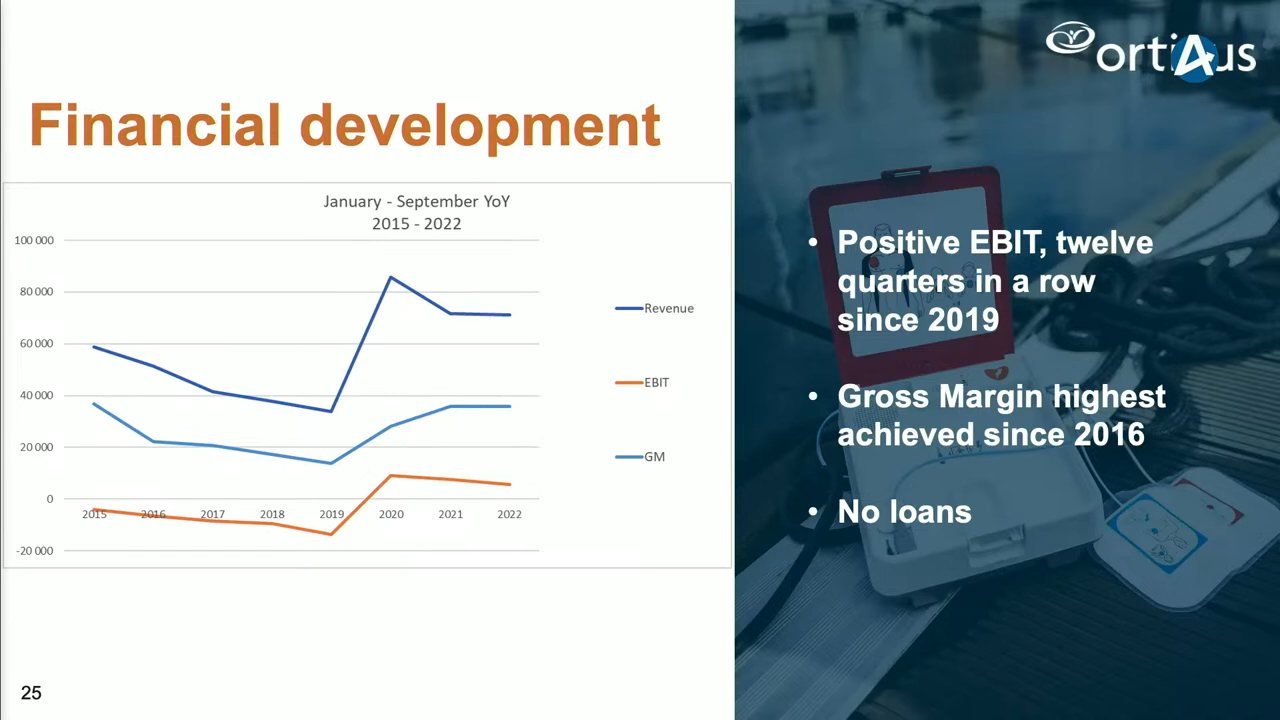 Financial development
January - September YoY
2015 - 2022
100 000
80 000
60 000
40 000
20 000
0
-20 000
2015 2016 2017 2018 2019 2020 2021 2022
Revenue
EBIT
GM
• Positive EBIT, twelve
quarters in a row
since 2019
• Gross Margin highest
achieved since 2016
• No loans
25